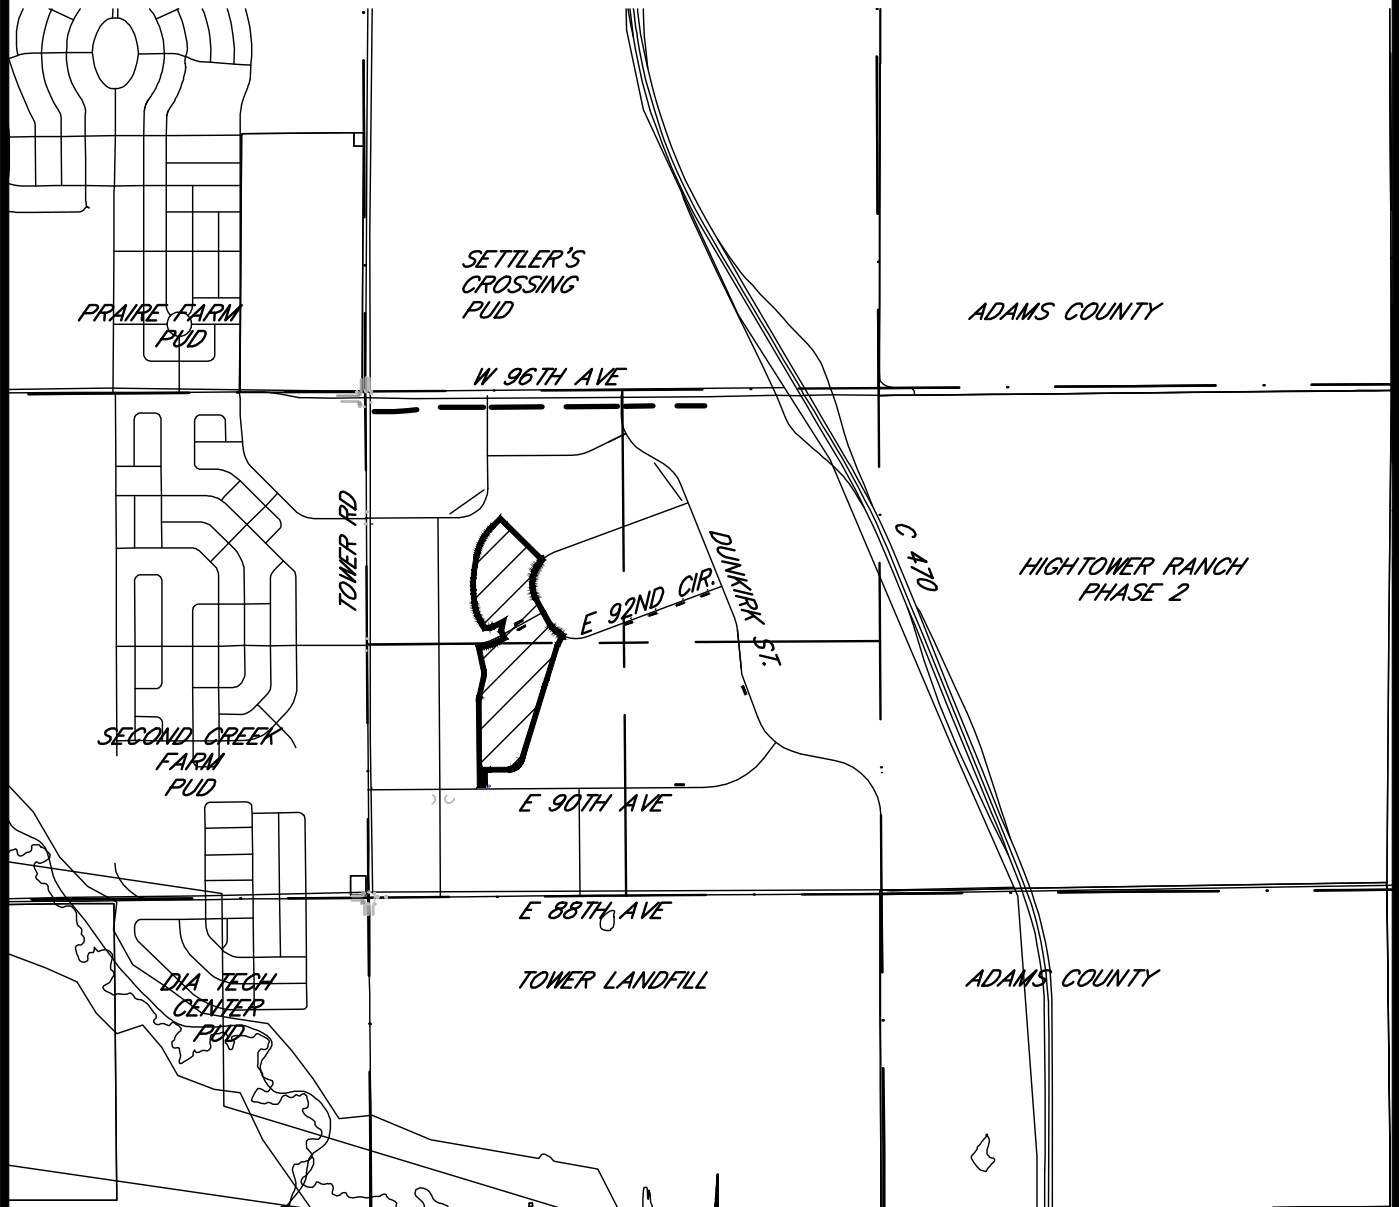 SETTLER'S
CROSSING
PUD
PRAIRE FARM
PUD
ADAMS COUNTY
W 96TH AVE
TOWER RD
DUNKIRK ST.
C 470
E 92ND CIR.
HIGHTOWER RANCH
PHASE 2
SECOND CREEK
FARM
PUD
E 90TH AVE
E 88TH AVE
DIA TECH
CENTER
PUD
TOWER LANDFILL
ADAMS COUNTY